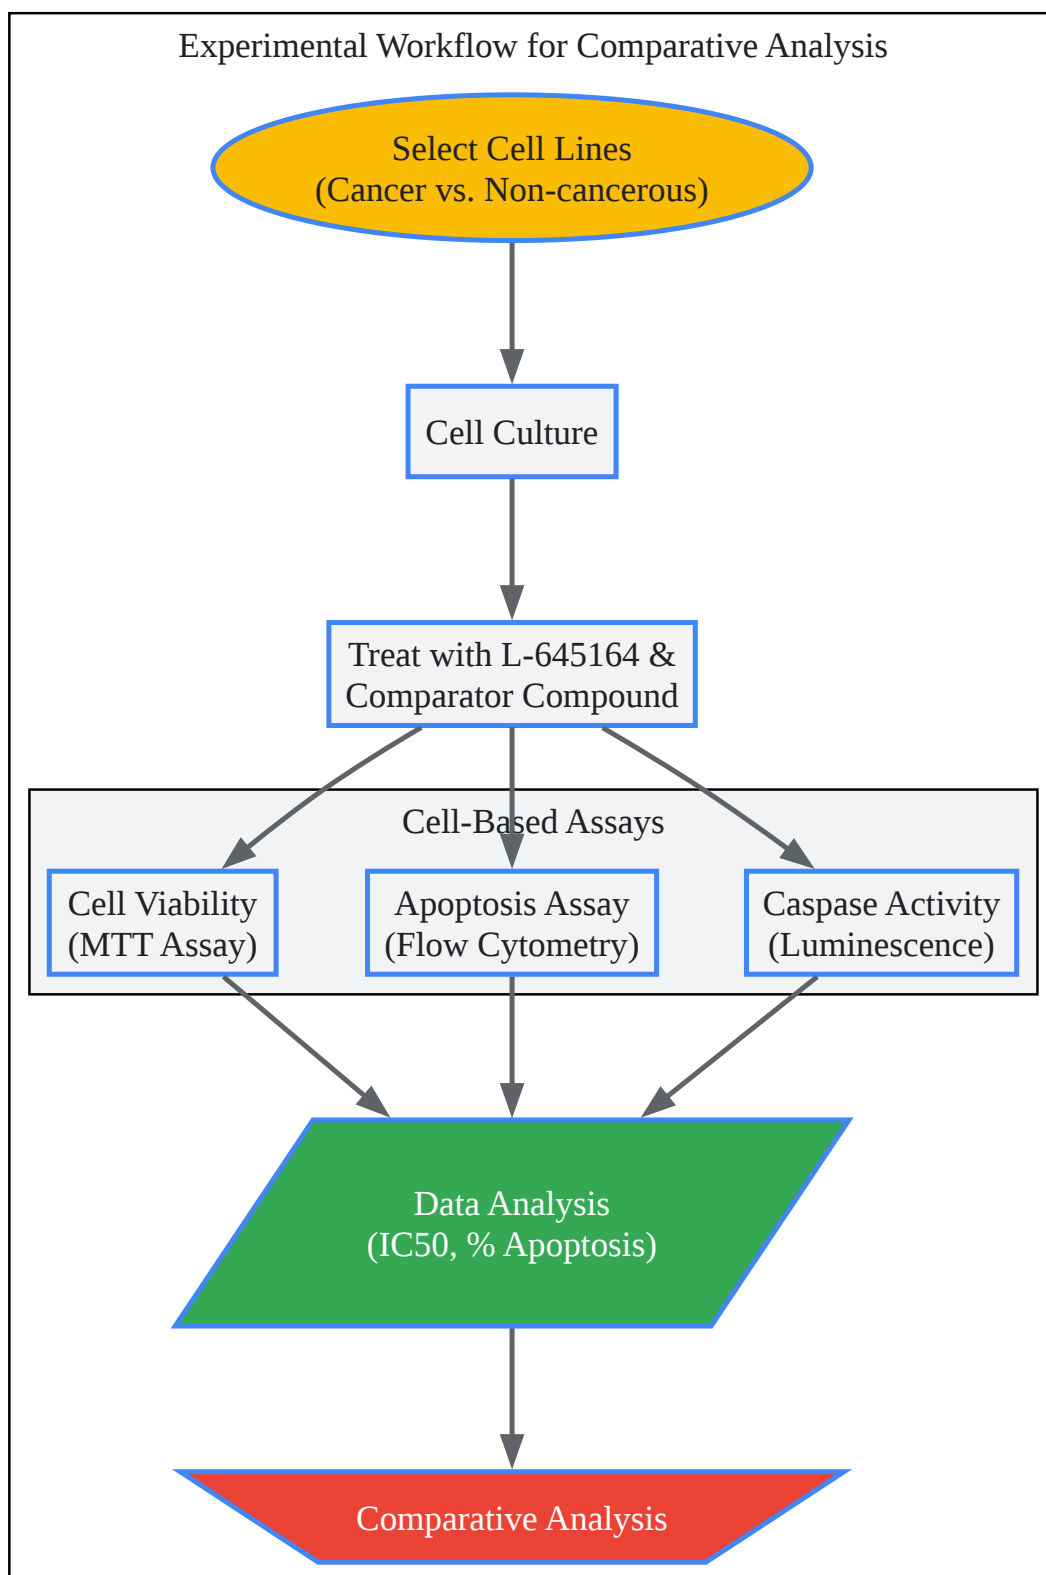 Experimental Workflow for Comparative Analysis
Select Cell Lines
(Cancer vs. Non-cancerous)
Cell Culture
Treat with L-645164 &
Comparator Compound
Cell-Based Assays
Cell Viability
(MTT Assay)
Apoptosis Assay
(Flow Cytometry)
Caspase Activity
(Luminescence)
Data Analysis
(IC50, % Apoptosis)
Comparative Analysis